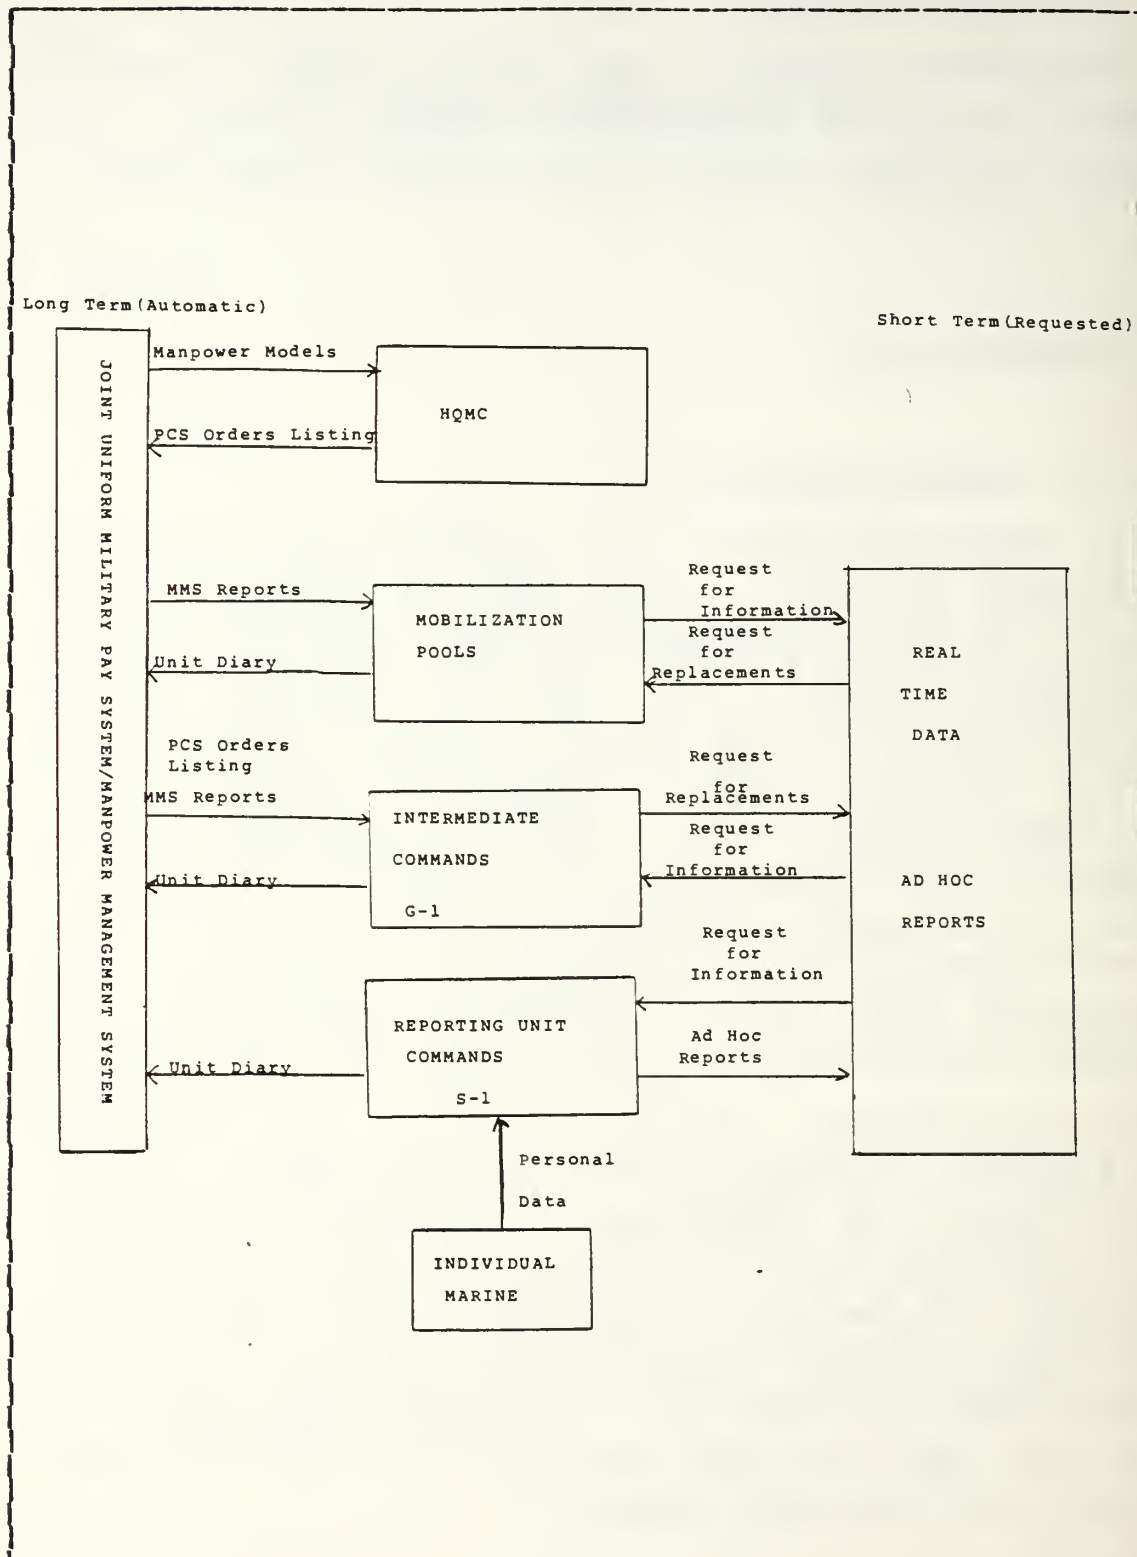 Long Term(Automatic)
Short Term(Requested)
JOINT UNIFORM MILITARY PAY SYSTEM/MANPOWER MANAGEMENT SYSTEM
Manpower Models
PCS Orders Listing
HQMC
MMS Reports
Unit Diary
MOBILIZATION
POOLS
Request
for
Information
Request
for
Replacements
REAL
TIME
DATA
AD HOC
REPORTS
PCS Orders
Listing
MMS Reports
Unit Diary
INTERMEDIATE
COMMANDS
G-1
Request
for
Replacements
Request
for
Information
Request
for
Information
Unit Diary
REPORTING UNIT
COMMANDS
S-1
Ad Hoc
Reports
Personal
Data
INDIVIDUAL
MARINE